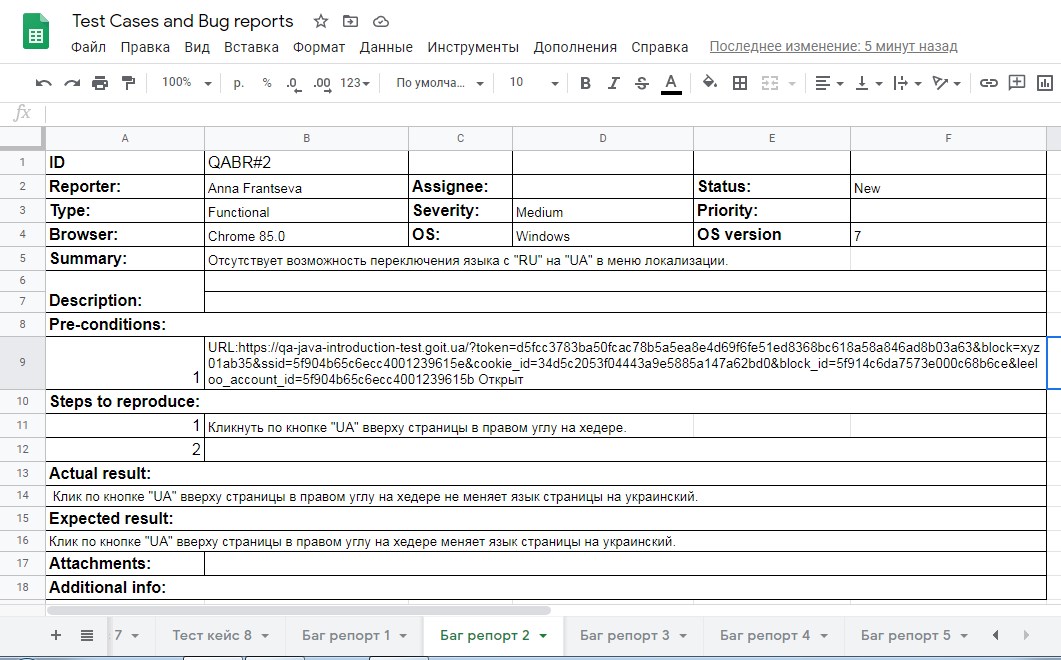 Test Cases and Bug reports
Файл Правка Вид Вставка Формат Данные Инструменты Дополнения Справка Последнее изменение: 5 минут назад
100% р. % .0 .00 123 По умолча... 10 B I S A
fx
A B C D E F
1 ID QABR#2
2 Reporter: Anna Frantseva Assignee: Status: New
3 Type: Functional Severity: Medium Priority:
4 Browser: Chrome 85.0 OS: Windows OS version 7
5 Summary: Отсутствует возможность переключения языка с "RU" на "UA" в меню локализации.
6
7 Description:
8 Pre-conditions:
URL:https://qa-java-introduction-test.goit.ua/?token=d5fcc3783ba50fcac78b5a5ea8e4d69f6fe51ed8368bc618a58a846ad8b03a63&block=xyz
01ab35&ssid=5f904b65c6ecc4001239615e&cookie_id=34d5c2053f04443a9e5885a147a62bd0&block_id=5f914c6da7573e000c68b6ce&leel
9 1 oo_account_id=5f904b65c6ecc4001239615b Открыт
10 Steps to reproduce:
11 1 Кликнуть по кнопке "UA" вверху страницы в правом углу на хедере.
12 2
13 Actual result:
14 Клик по кнопке "UA" вверху страницы в правом углу на хедере не меняет язык страницы на украинский.
15 Expected result:
16 Клик по кнопке "UA" вверху страницы в правом углу на хедере меняет язык страницы на украинский.
17 Attachments:
18 Additional info:
7 Тест кейс 8 Баг репорт 1 Баг репорт 2 Баг репорт 3 Баг репорт 4 Баг репорт 5